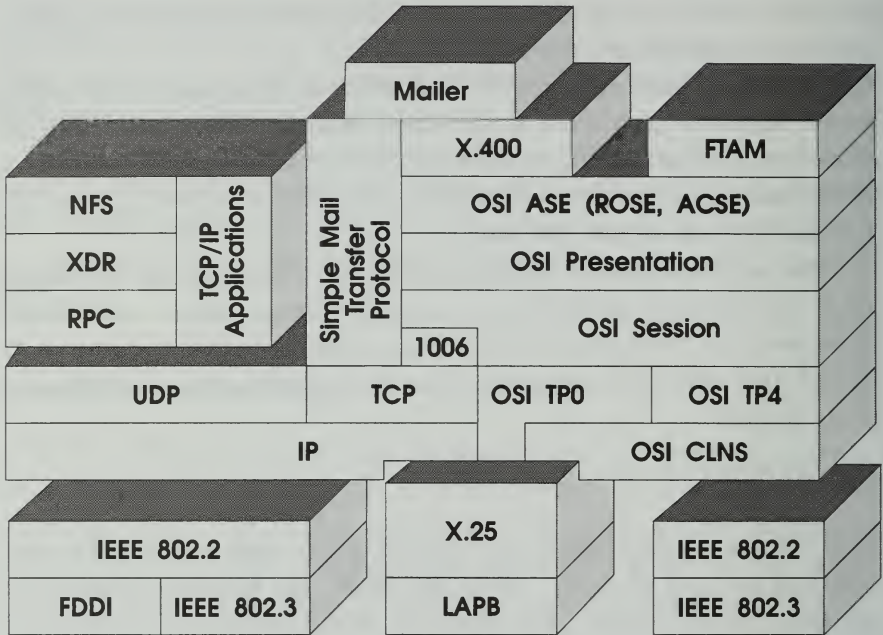 Mailer
X.400
FTAM
NFS
TCP/IP
Applications
Simple Mail
Transfer
Protocol
OSI ASE (ROSE, ACSE)
XDR
OSI Presentation
RPC
OSI Session
1006
UDP
TCP
OSI TP0
OSI TP4
IP
OSI CLNS
IEEE 802.2
X.25
IEEE 802.2
FDDI
IEEE 802.3
LAPB
IEEE 802.3